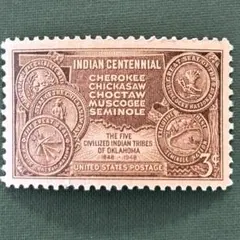 INDIAN CENTENNIAL
CHEROKEE
CHICKASAW
CHOCTAW
MUSCOGEE
SEMINOLE
THE FIVE
CIVILIZED INDIAN TRIBES
OF OKLAHOMA
1848-1948
3¢
UNITED STATES POSTAGE